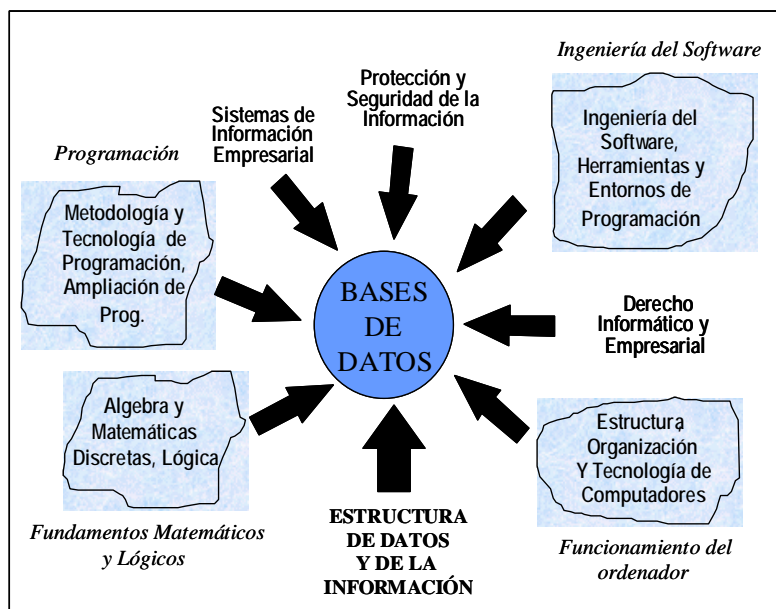 Ingeniería del Software
Protección y
Seguridad de la
Información
Sistemas de
Información
Empresarial
Programación
Ingeniería del
Software,
Herramientas y
Entornos de
Programación
Metodología y
Tecnología de
Programación,
Ampliación de
Prog.
BASES
DE
DATOS
Derecho
Informático y
Empresarial
Algebra y
Matemáticas
Discretas, Lógica
Estructura,
Organización
Y Tecnología de
Computadores
Fundamentos Matemáticos
y Lógicos
ESTRUCTURA
DE DATOS
Y DE LA
INFORMACIÓN
Funcionamiento del
ordenador